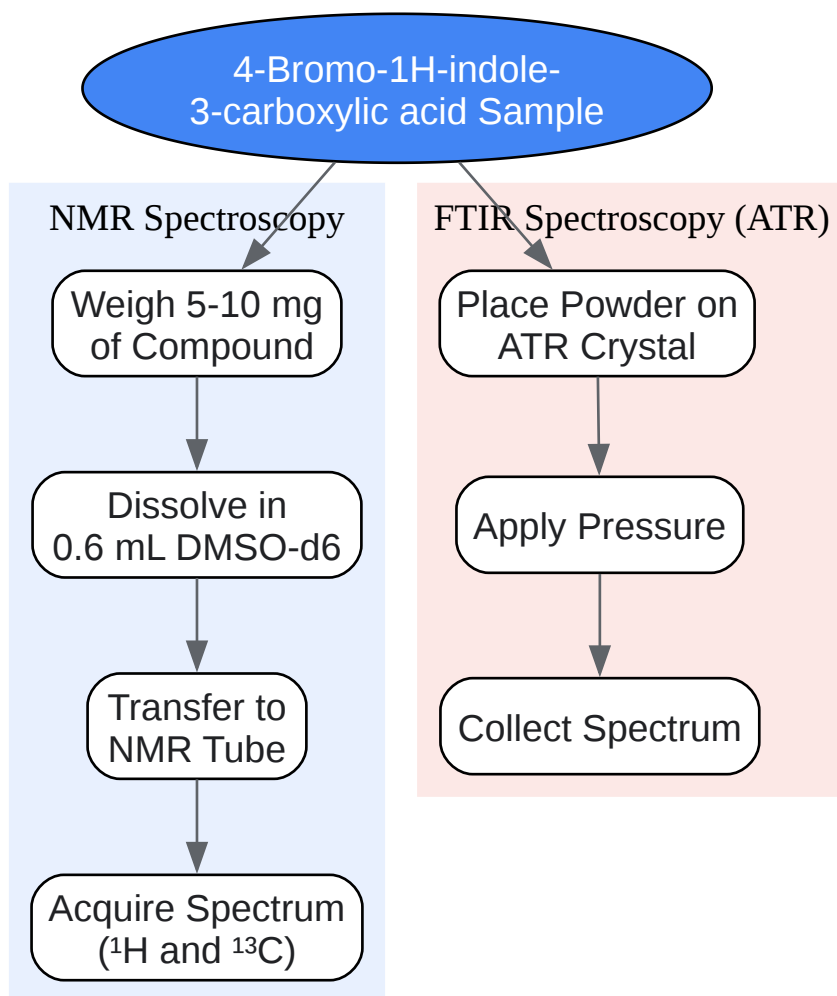 4-Bromo-1H-indole-
3-carboxylic acid Sample
NMR Spectroscopy
Weigh 5-10 mg
of Compound
Dissolve in
0.6 mL DMSO-d6
Transfer to
NMR Tube
Acquire Spectrum
(¹H and ¹³C)
FTIR Spectroscopy (ATR)
Place Powder on
ATR Crystal
Apply Pressure
Collect Spectrum